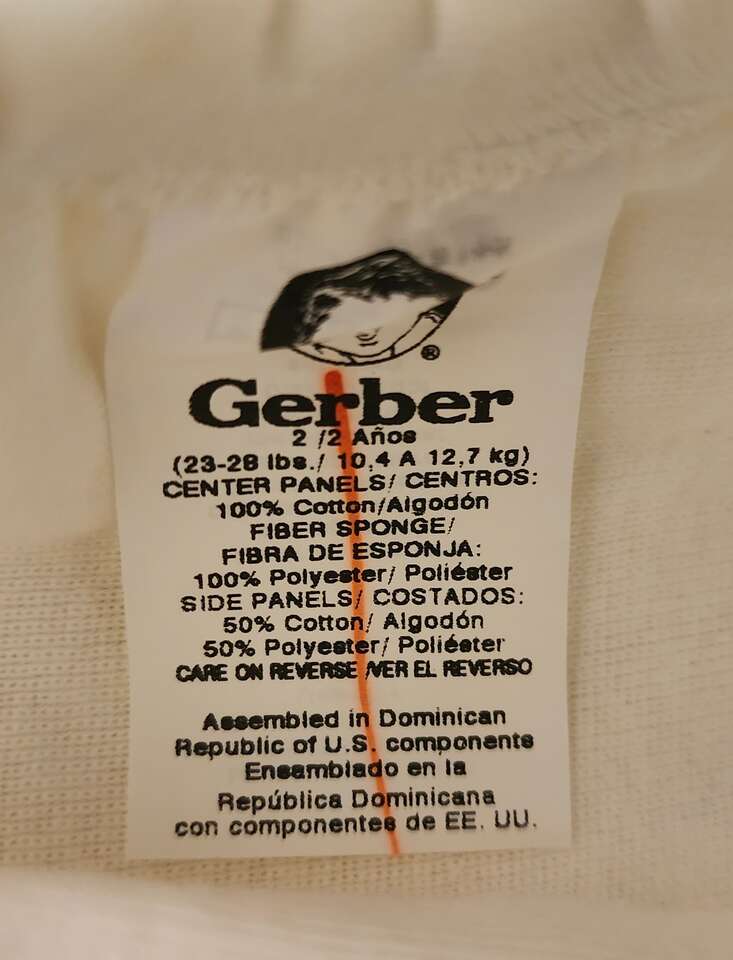 ®
Gerber
2 /2 Años
(23-28 lbs./ 10,4 A 12,7 kg)
CENTER PANELS/ CENTROS:
100% Cotton/Algodón
FIBER SPONGE/
FIBRA DE ESPONJA:
100% Polyester/ Poliéster
SIDE PANELS/ COSTADOS:
50% Cotton/ Algodón
50% Polyester/ Poliéster
CARE ON REVERSE /VER EL REVERSO
Assembled in Dominican
Republic of U.S. components
Ensamblado en la
República Dominicana
con componentes de EE. UU.